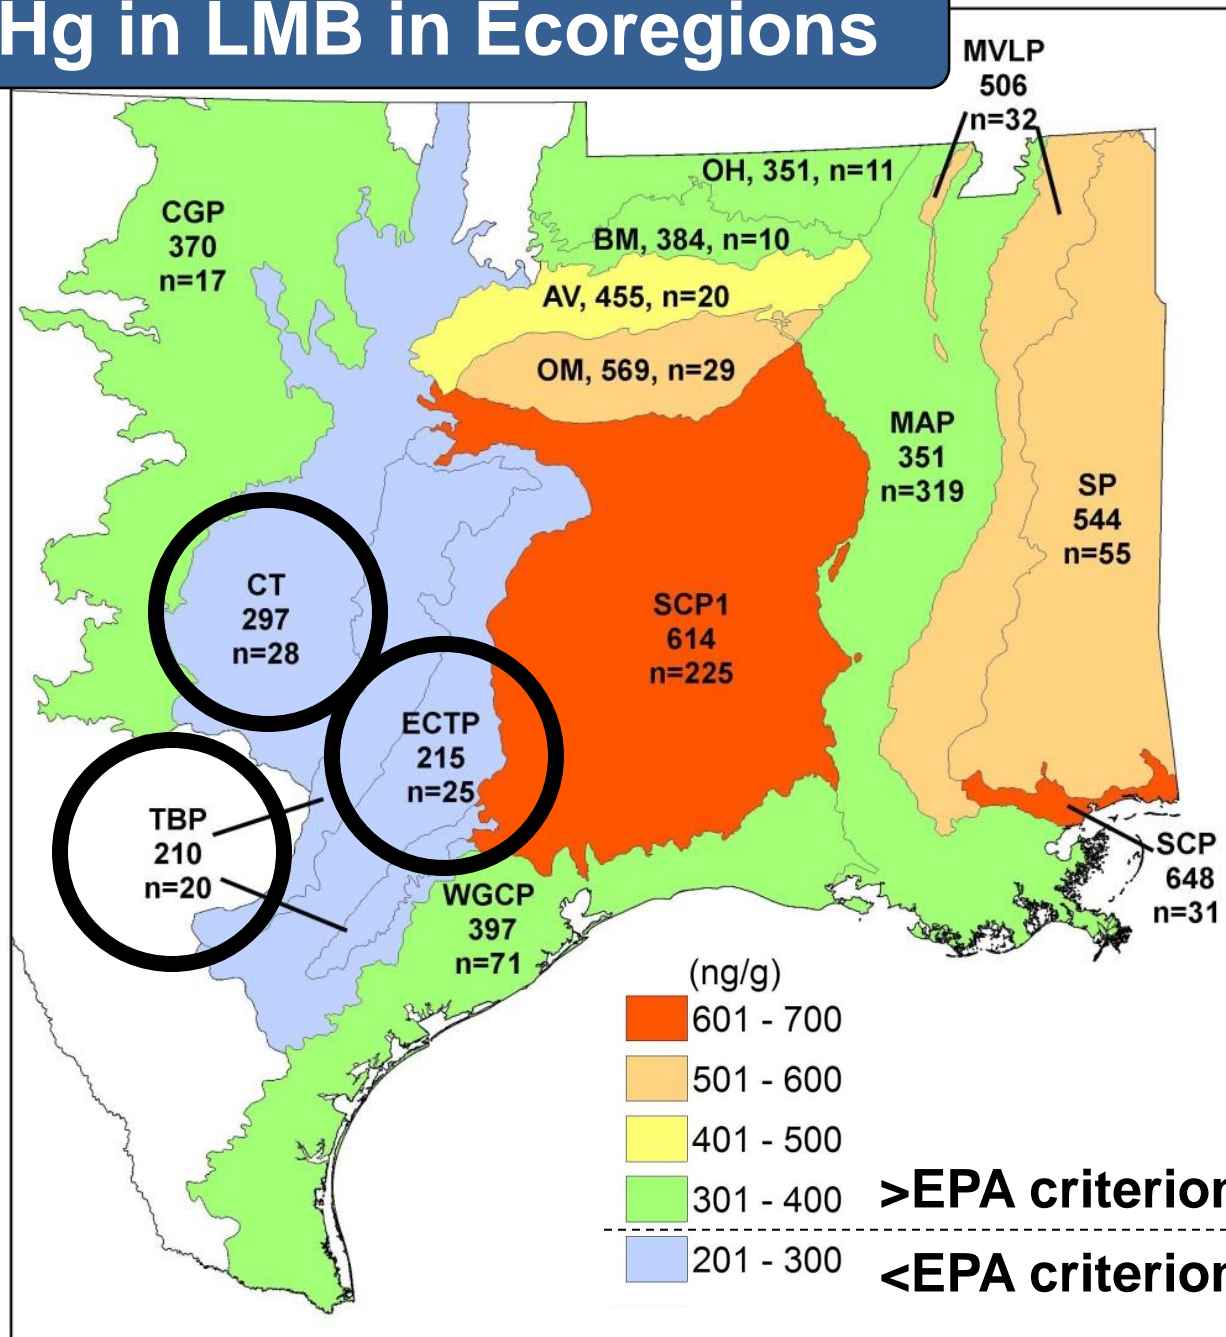 Hg in LMB in Ecoregions
MVLP
506
n=32
OH, 351, n=11
CGP
370
n=17
BM, 384, n=10
AV, 455, n=20
OM, 569, n=29
MAP
351
n=319
SP
544
n=55
CT
297
n=28
SCP1
614
n=225
ECTP
215
n=25
TBP
210
n=20
SCP
648
n=31
WGCP
397
n=71
(ng/g)
601 - 700
501 - 600
401 - 500
301 - 400 >EPA criterion
201 - 300 <EPA criterion